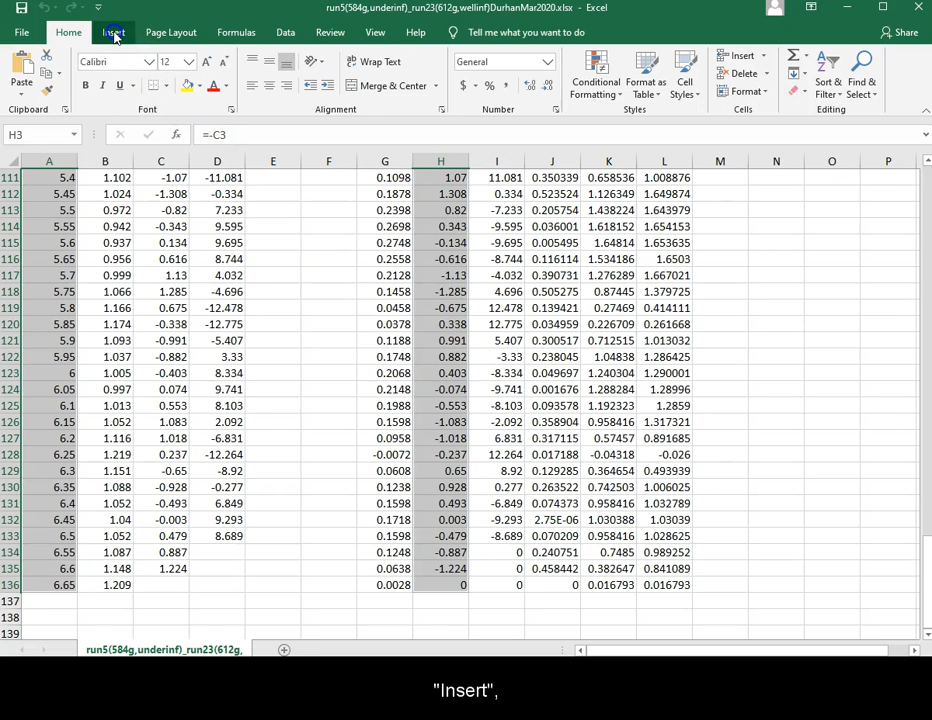 run5(584g,underinf)_run23(612g,wellinf)DurhanMar2020.xlsx - Excel
File Home Insert Page Layout Formulas Data Review View Help Tell me what you want to do Share
Paste Calibri 12 Wrap Text General Conditional Formatting Format as Table Cell Styles Insert Sort & Filter Find & Select
B I U Merge & Center $ % , Delete
Format
Clipboard Font Alignment Number Styles Cells Editing
H3 fx =-C3
A B C D E F G H I J K L M N O P
111 5.4 1.102 -1.07 -11.081 0.1098 1.07 11.081 0.350339 0.658536 1.008876
112 5.45 1.024 -1.308 -0.334 0.1878 1.308 0.334 0.523524 1.126349 1.649874
113 5.5 0.972 -0.82 7.233 0.2398 0.82 -7.233 0.205754 1.438224 1.643979
114 5.55 0.942 -0.343 9.595 0.2698 0.343 -9.595 0.036001 1.618152 1.654153
115 5.6 0.937 0.134 9.695 0.2748 -0.134 -9.695 0.005495 1.64814 1.653635
116 5.65 0.956 0.616 8.744 0.2558 -0.616 -8.744 0.116114 1.534186 1.6503
117 5.7 0.999 1.13 4.032 0.2128 -1.13 -4.032 0.390731 1.276289 1.667021
118 5.75 1.066 1.285 -4.696 0.1458 -1.285 4.696 0.505275 0.87445 1.379725
119 5.8 1.166 0.675 -12.478 0.0458 -0.675 12.478 0.139421 0.27469 0.414111
120 5.85 1.174 -0.338 -12.775 0.0378 0.338 12.775 0.034959 0.226709 0.261668
121 5.9 1.093 -0.991 -5.407 0.1188 0.991 5.407 0.300517 0.712515 1.013032
122 5.95 1.037 -0.882 3.33 0.1748 0.882 -3.33 0.238045 1.04838 1.286425
123 6 1.005 -0.403 8.334 0.2068 0.403 -8.334 0.049697 1.240304 1.290001
124 6.05 0.997 0.074 9.741 0.2148 -0.074 -9.741 0.001676 1.288284 1.28996
125 6.1 1.013 0.553 8.103 0.1988 -0.553 -8.103 0.093578 1.192323 1.2859
126 6.15 1.052 1.083 2.092 0.1598 -1.083 -2.092 0.358904 0.958416 1.317321
127 6.2 1.116 1.018 -6.831 0.0958 -1.018 6.831 0.317115 0.57457 0.891685
128 6.25 1.219 0.237 -12.264 -0.0072 -0.237 12.264 0.017188 -0.04318 -0.026
129 6.3 1.151 -0.65 -8.92 0.0608 0.65 8.92 0.129285 0.364654 0.493939
130 6.35 1.088 -0.928 -0.277 0.1238 0.928 0.277 0.263522 0.742503 1.006025
131 6.4 1.052 -0.493 6.849 0.1598 0.493 -6.849 0.074373 0.958416 1.032789
132 6.45 1.04 -0.003 9.293 0.1718 0.003 -9.293 2.75E-06 1.030388 1.03039
133 6.5 1.052 0.479 8.689 0.1598 -0.479 -8.689 0.070209 0.958416 1.028625
134 6.55 1.087 0.887 0.1248 -0.887 0 0.240751 0.7485 0.989252
135 6.6 1.148 1.224 0.0638 -1.224 0 0.458442 0.382647 0.841089
136 6.65 1.209 0.0028 0 0 0 0.016793 0.016793
137
138
139
run5(584g,underinf)_run23(612g,
"Insert",